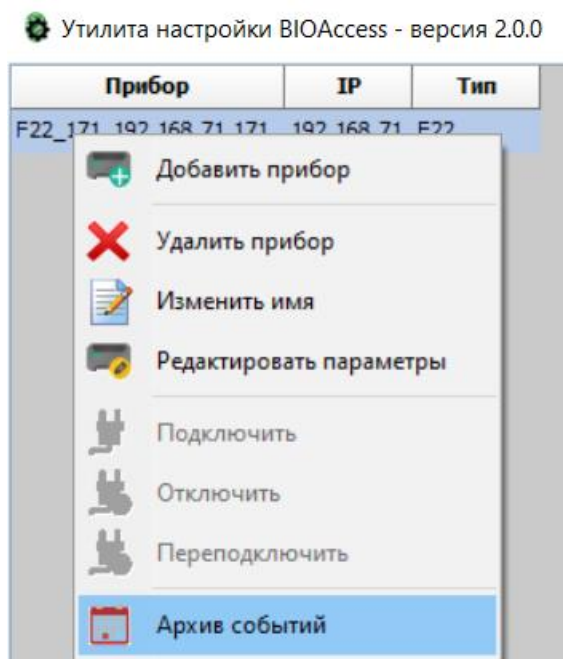 Утилита настройки BIOAccess - версия 2.0.0
Прибор IP Тип
F22_171_192.168.71.171 192.168.71 F22
Добавить прибор
Удалить прибор
Изменить имя
Редактировать параметры
Подключить
Отключить
Переподключить
Архив событий